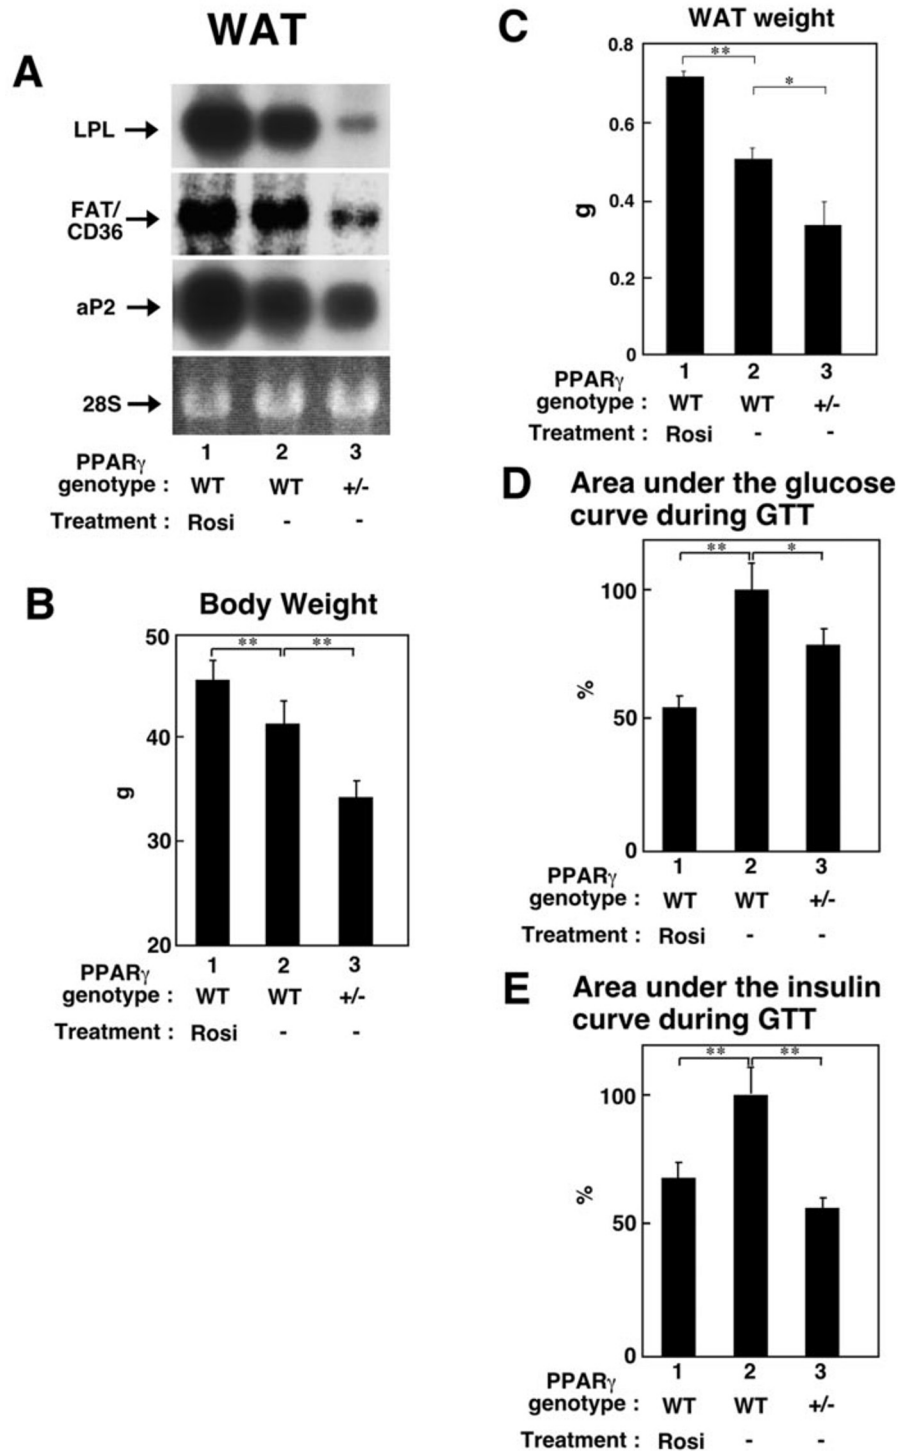 WAT
A
LPL
FAT/
CD36
aP2
28S
1 2 3
PPARγ
genotype : WT WT +/-
Treatment : Rosi - -
B
Body Weight
** **
50
40
30
20
g
1 2 3
PPARγ
genotype : WT WT +/-
Treatment : Rosi - -
C
WAT weight
** *
0.8
0.6
0.4
0.2
0
g
1 2 3
PPARγ
genotype : WT WT +/-
Treatment : Rosi - -
D
Area under the glucose
curve during GTT
** *
100
50
0
%
1 2 3
PPARγ
genotype : WT WT +/-
Treatment : Rosi - -
E
Area under the insulin
curve during GTT
** **
100
50
0
%
1 2 3
PPARγ
genotype : WT WT +/-
Treatment : Rosi - -